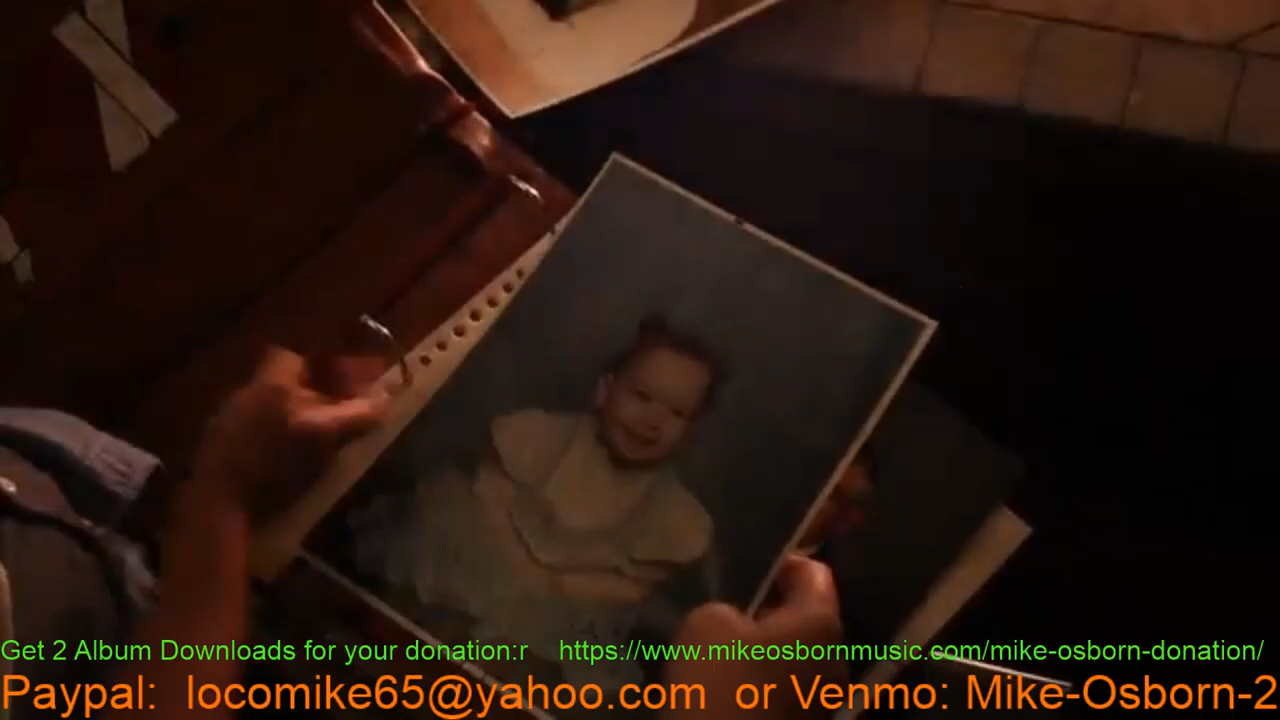 Get 2 Album Downloads for your donation:r https://www.mikeosbornmusic.com/mike-osborn-donation/
Paypal: locomike65@yahoo.com or Venmo: Mike-Osborn-2